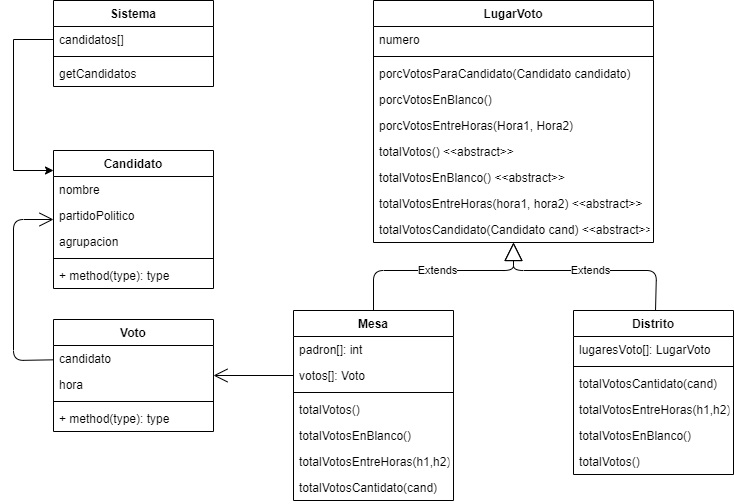 Sistema
candidatos[]
getCandidatos
LugarVoto
numero
porcVotosParaCandidato(Candidato candidato)
porcVotosEnBlanco()
porcVotosEntreHoras(Hora1, Hora2)
totalVotos() <<abstract>>
totalVotosEnBlanco() <<abstract>>
totalVotosEntreHoras(hora1, hora2) <<abstract>>
totalVotosCandidato(Candidato cand) <<abstract>>
Candidato
nombre
partidoPolitico
agrupacion
+ method(type): type
Extends
Extends
Voto
candidato
hora
+ method(type): type
Mesa
padron[]: int
votos[]: Voto
totalVotos()
totalVotosEnBlanco()
totalVotosEntreHoras(h1,h2)
totalVotosCantidato(cand)
Distrito
lugaresVoto[]: LugarVoto
totalVotosCantidato(cand)
totalVotosEntreHoras(h1,h2)
totalVotosEnBlanco()
totalVotos()